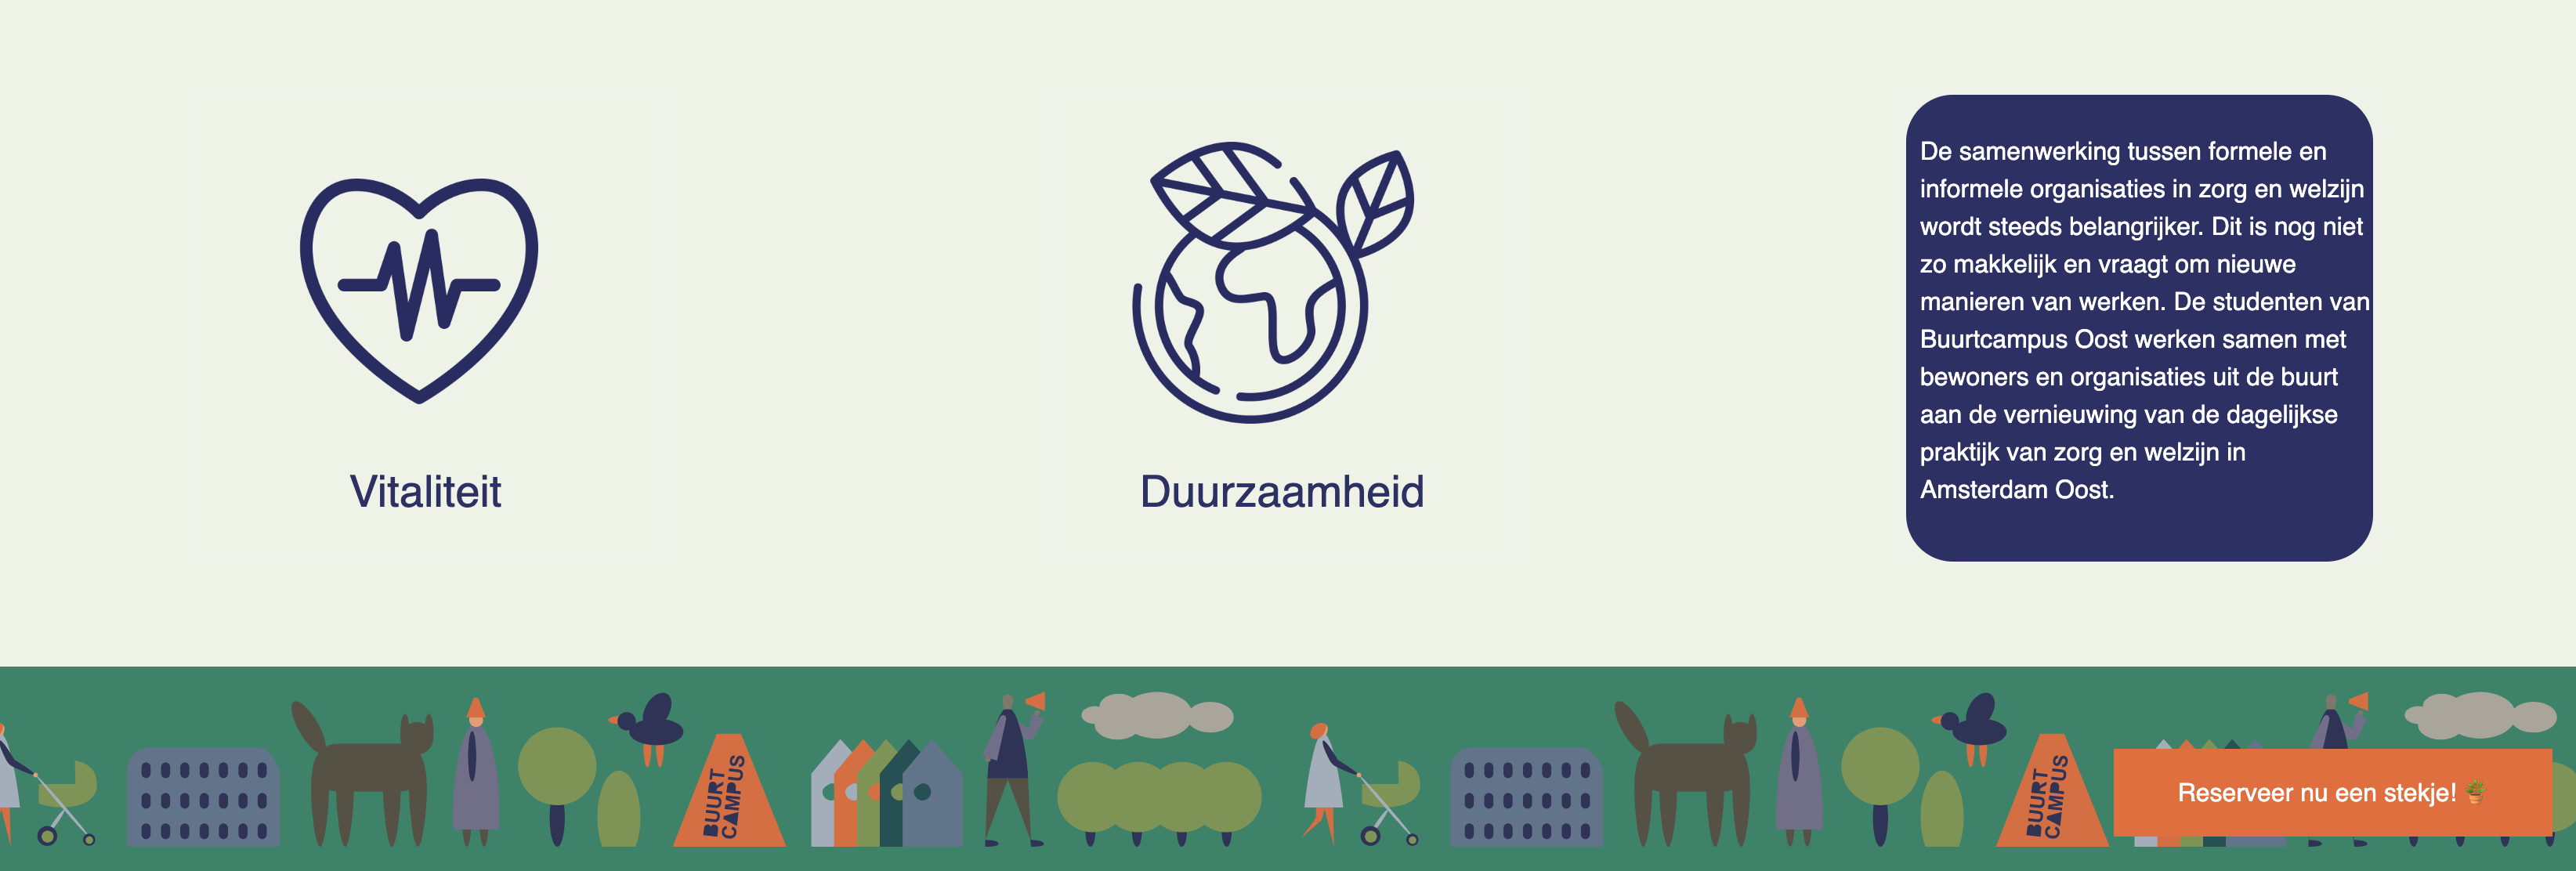 Vitaliteit
Duurzaamheid
De samenwerking tussen formele en
informele organisaties in zorg en welzijn
wordt steeds belangrijker. Dit is nog niet
zo makkelijk en vraagt om nieuwe
manieren van werken. De studenten van
Buurtcampus Oost werken samen met
bewoners en organisaties uit de buurt
aan de vernieuwing van de dagelijkse
praktijk van zorg en welzijn in
Amsterdam Oost.
BUURT
CAMPUS
BUURT
CAMPUS
Reserveer nu een stekje! 🪴